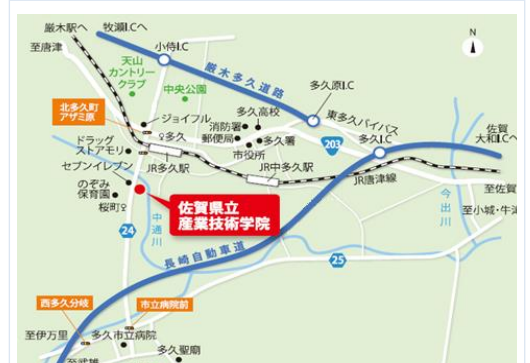 厳木駅へ
牧瀬I.Cへ
至唐津
小侍I.C
N
天山
カントリー
クラブ
中央公園
厳木多久道路
多久原I.C
北多久町
アザミ原
ジョイフル
多久高校
東多久バイパス
佐賀
大和I.Cへ
消防署
♀多久
郵便局
多久署
多久I.C
203
ドラッグ
ストアモリ
市役所
セブンイレブン
JR多久駅
JR中多久駅
JR唐津線
のぞみ
保育園
至佐賀
桜町♀
佐賀県立
産業技術学院
今出川
至小城・牛津
中通川
24
長崎自動車道
25
西多久分岐
市立病院前
至伊万里
多久市立病院
多久聖廟
至武雄